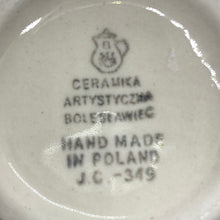 CERAMIKA
ARTYSTYCZNA
BOLESŁAWIEC
HAND MADE
IN POLAND
J.C. -349